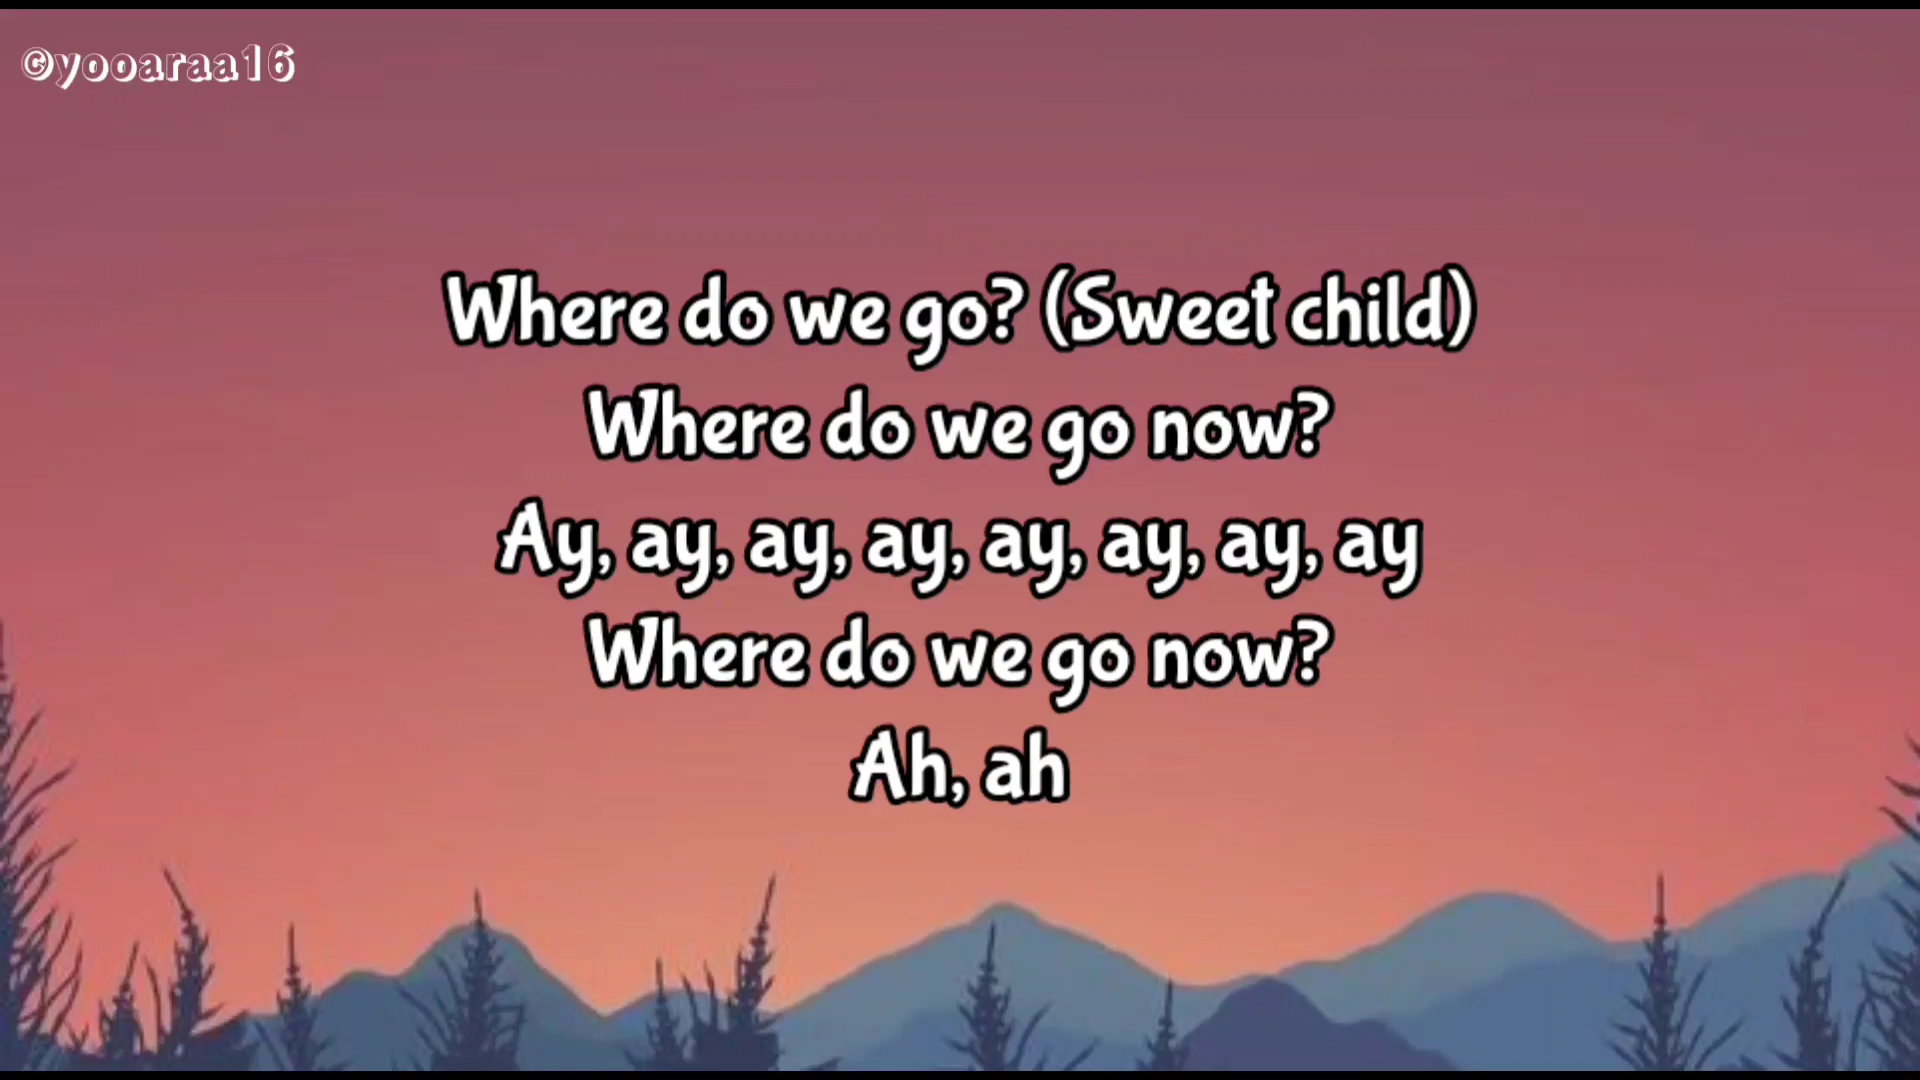 ©yooaraa16
Where do we go? (Sweet child)
Where do we go now?
Ay, ay, ay, ay, ay, ay, ay, ay
Where do we go now?
Ah, ah